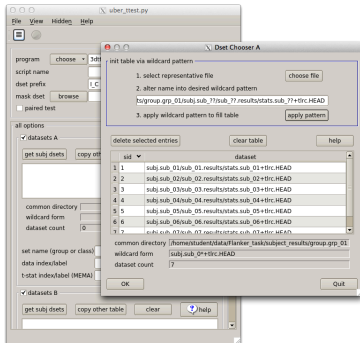 uber_ttest.py
File View Hidden Help
program choose 3dtt
script name
dset prefix
mask dset browse
paired test
all options
datasets A
get subj dsets copy othe
common directory
wildcard form
dataset count 0
set name (group or class)
data index/label
t-stat index/label (MEMA)
datasets B
get subj dsets copy other table clear help
Dset Chooser A
init table via wildcard pattern
1. select representative file choose file
2. alter name into desired wildcard pattern
ts/group.grp_01/subj.sub_??/sub_??.results/stats.sub_??+tlrc.HEAD
3. apply wildcard pattern to fill table apply pattern
delete selected entries clear table help
sid dataset
1 1 subj.sub_01/sub_01.results/stats.sub_01+tlrc.HEAD
2 2 subj.sub_02/sub_02.results/stats.sub_02+tlrc.HEAD
3 3 subj.sub_03/sub_03.results/stats.sub_03+tlrc.HEAD
4 4 subj.sub_04/sub_04.results/stats.sub_04+tlrc.HEAD
5 5 subj.sub_05/sub_05.results/stats.sub_05+tlrc.HEAD
6 6 subj.sub_06/sub_06.results/stats.sub_06+tlrc.HEAD
7 7 subj.sub_07/sub_07.results/stats.sub_07+tlrc.HEAD
common directory /home/student/data/Flanker_task/subject_results/group.grp_01
wildcard form subj.sub_0*+tlrc.HEAD
dataset count 7
OK Quit